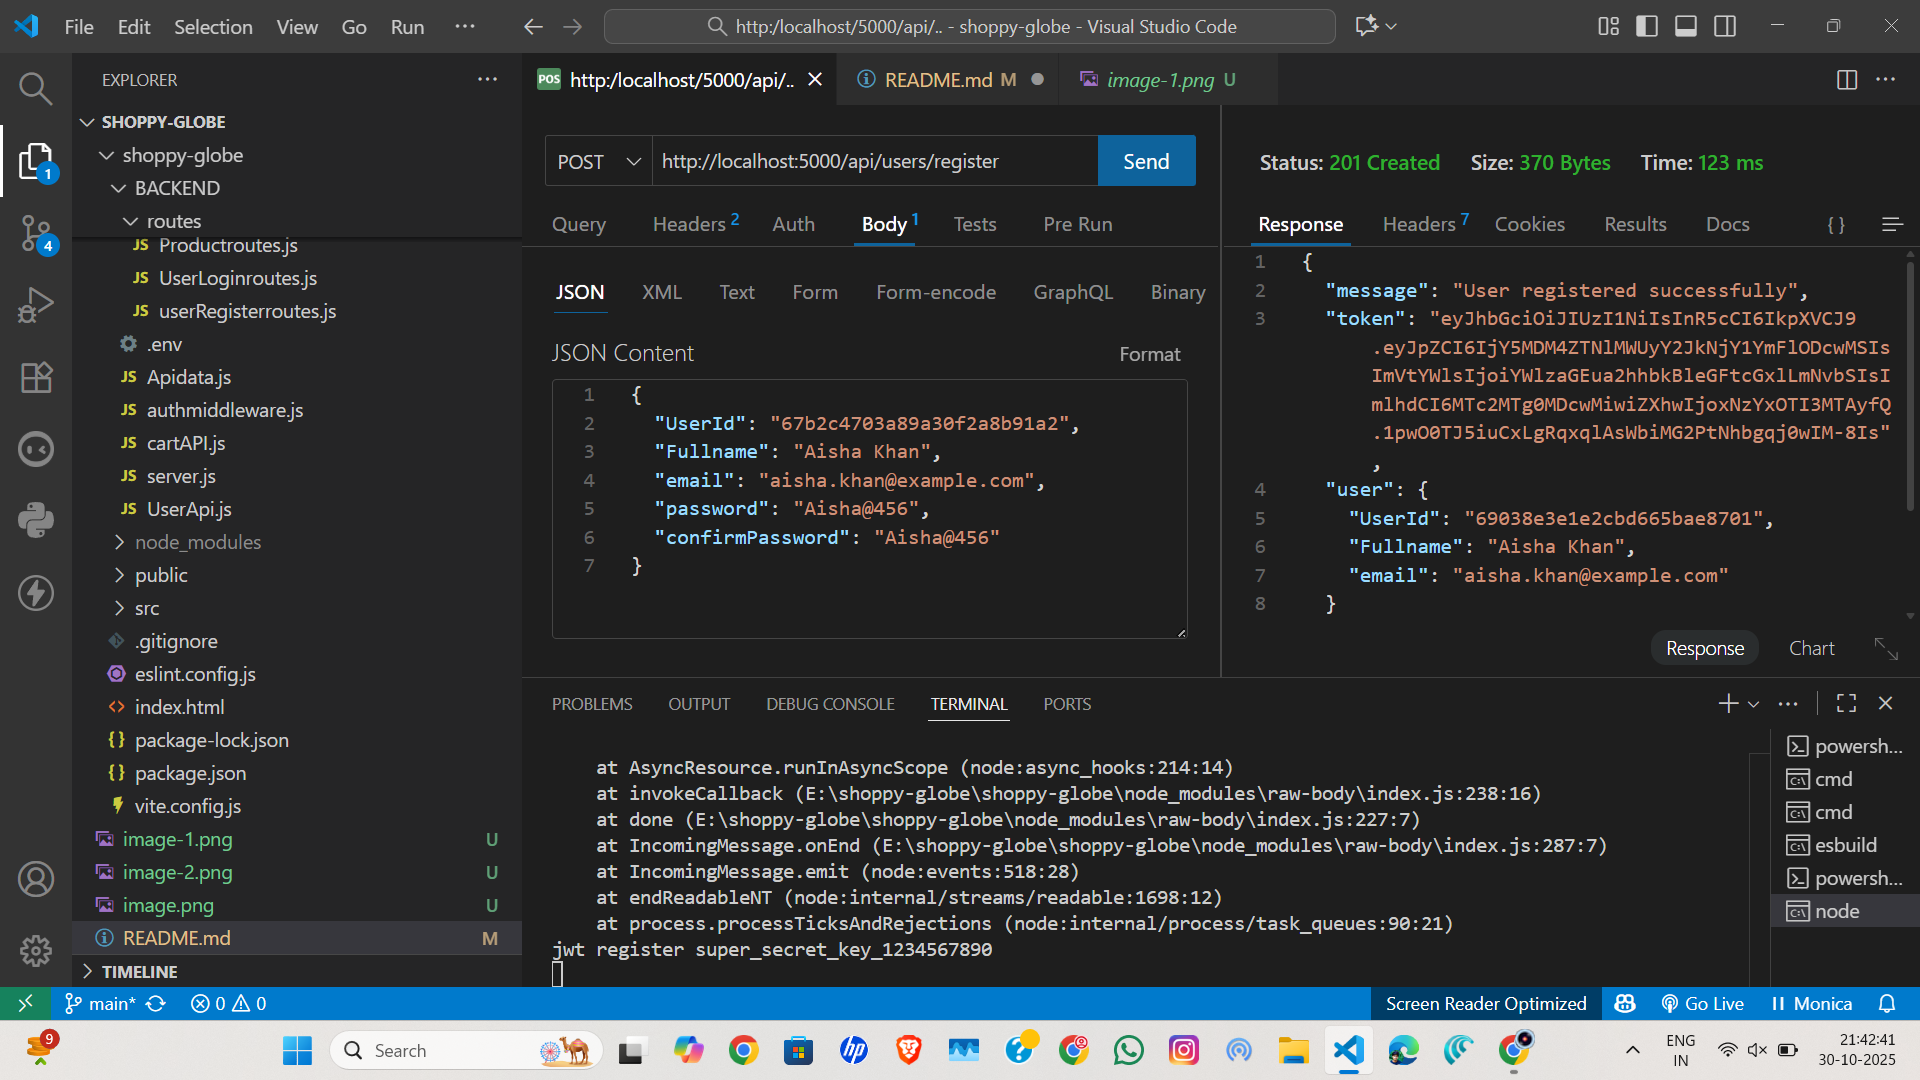 File Edit Selection View Go Run ···
http:/localhost/5000/api/.. - shoppy-globe - Visual Studio Code
EXPLORER
SHOPPY-GLOBE
shoppy-globe
BACKEND
routes
JS Productroutes.js
JS UserLoginroutes.js
JS userRegisterroutes.js
.env
JS Apidata.js
JS authmiddleware.js
JS cartAPI.js
JS server.js
JS UserApi.js
node_modules
public
src
.gitignore
eslint.config.js
<> index.html
{} package-lock.json
{} package.json
vite.config.js
image-1.png U
image-2.png U
image.png U
README.md M
TIMELINE
1
4
POS http:/localhost/5000/api/..
README.md M
image-1.png U
POST http://localhost:5000/api/users/register Send
Query Headers 2 Auth Body 1 Tests Pre Run
JSON XML Text Form Form-encode GraphQL Binary
JSON Content Format
1 {
2 "UserId": "67b2c4703a89a30f2a8b91a2",
3 "Fullname": "Aisha Khan",
4 "email": "aisha.khan@example.com",
5 "password": "Aisha@456",
6 "confirmPassword": "Aisha@456"
7 }
Status: 201 Created Size: 370 Bytes Time: 123 ms
Response Headers 7 Cookies Results Docs { }
1 {
2 "message": "User registered successfully",
3 "token": "eyJhbGciOiJIUzI1NiIsInR5cCI6IkpXVCJ9
.eyJpZCI6IjY5MDM4ZTNlMWUyY2JkNjY1YmFlODcwMSIs
ImVtYWlsIjoiYWlzaGEua2hhbkBleGFtcGxlLmNvbSIsI
mlhdCI6MTc2MTg0MDcwMiwiZXhwIjoxNzYxOTI3MTAyfQ
.1pwO0TJ5iuCxLgRqxqlAsWbiMG2PtNhbgqj0wIM-8Is"
,
4 "user": {
5 "UserId": "69038e3e1e2cbd665bae8701",
6 "Fullname": "Aisha Khan",
7 "email": "aisha.khan@example.com"
8 }
Response Chart
PROBLEMS OUTPUT DEBUG CONSOLE TERMINAL PORTS
at AsyncResource.runInAsyncScope (node:async_hooks:214:14)
at invokeCallback (E:\shoppy-globe\shoppy-globe\node_modules\raw-body\index.js:238:16)
at done (E:\shoppy-globe\shoppy-globe\node_modules\raw-body\index.js:227:7)
at IncomingMessage.onEnd (E:\shoppy-globe\shoppy-globe\node_modules\raw-body\index.js:287:7)
at IncomingMessage.emit (node:events:518:28)
at endReadableNT (node:internal/streams/readable:1698:12)
at process.processTicksAndRejections (node:internal/process/task_queues:90:21)
jwt register super_secret_key_1234567890
powersh...
cmd
cmd
esbuild
powersh...
node
main* 0 0
Screen Reader Optimized Go Live Monica
9
Search
hp
ENG
IN
21:42:41
30-10-2025